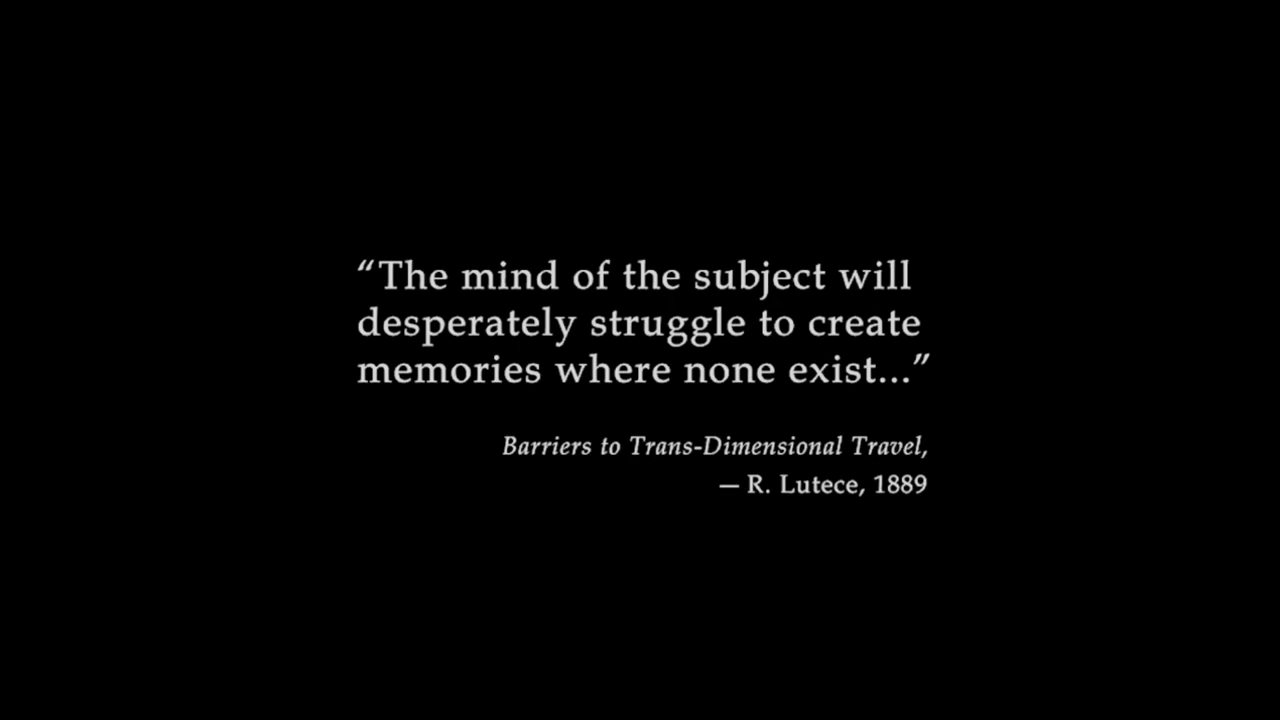 “The mind of the subject will
desperately struggle to create
memories where none exist...”
Barriers to Trans-Dimensional Travel,
— R. Lutece, 1889